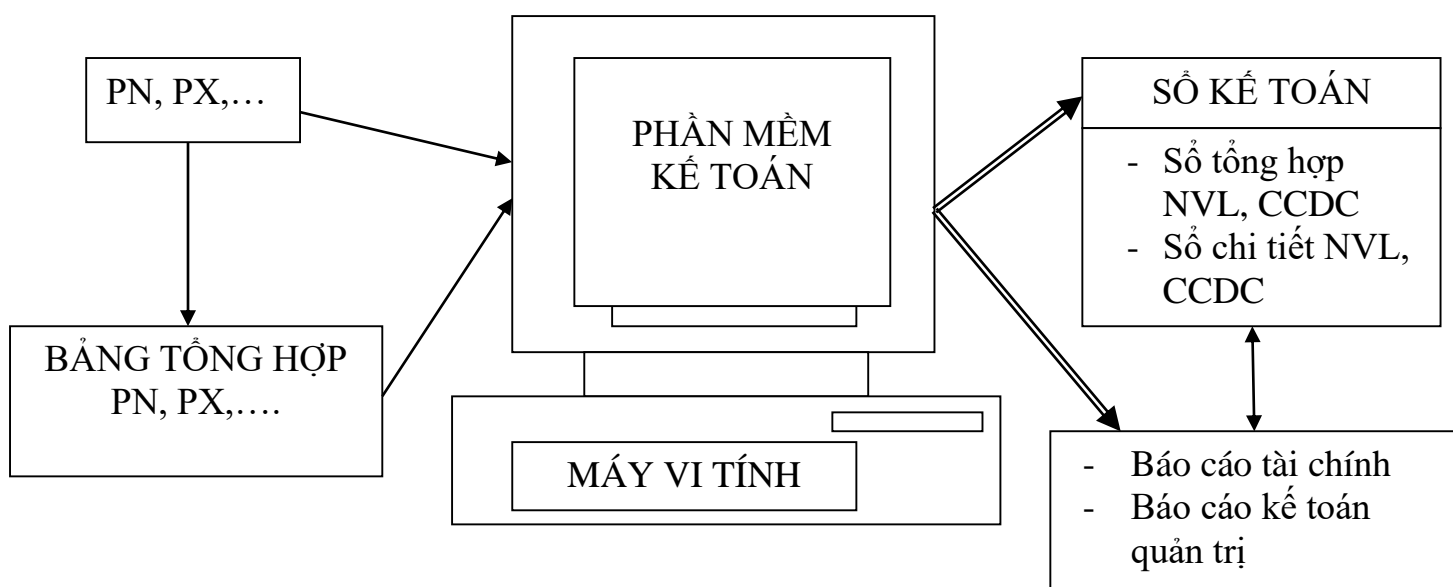 PN, PX,…
BẢNG TỔNG HỢP
PN, PX,….
PHẦN MỀM
KẾ TOÁN
MÁY VI TÍNH
SỔ KẾ TOÁN
- Sổ tổng hợp
NVL, CCDC
- Sổ chi tiết NVL,
CCDC
- Báo cáo tài chính
- Báo cáo kế toán
quản trị